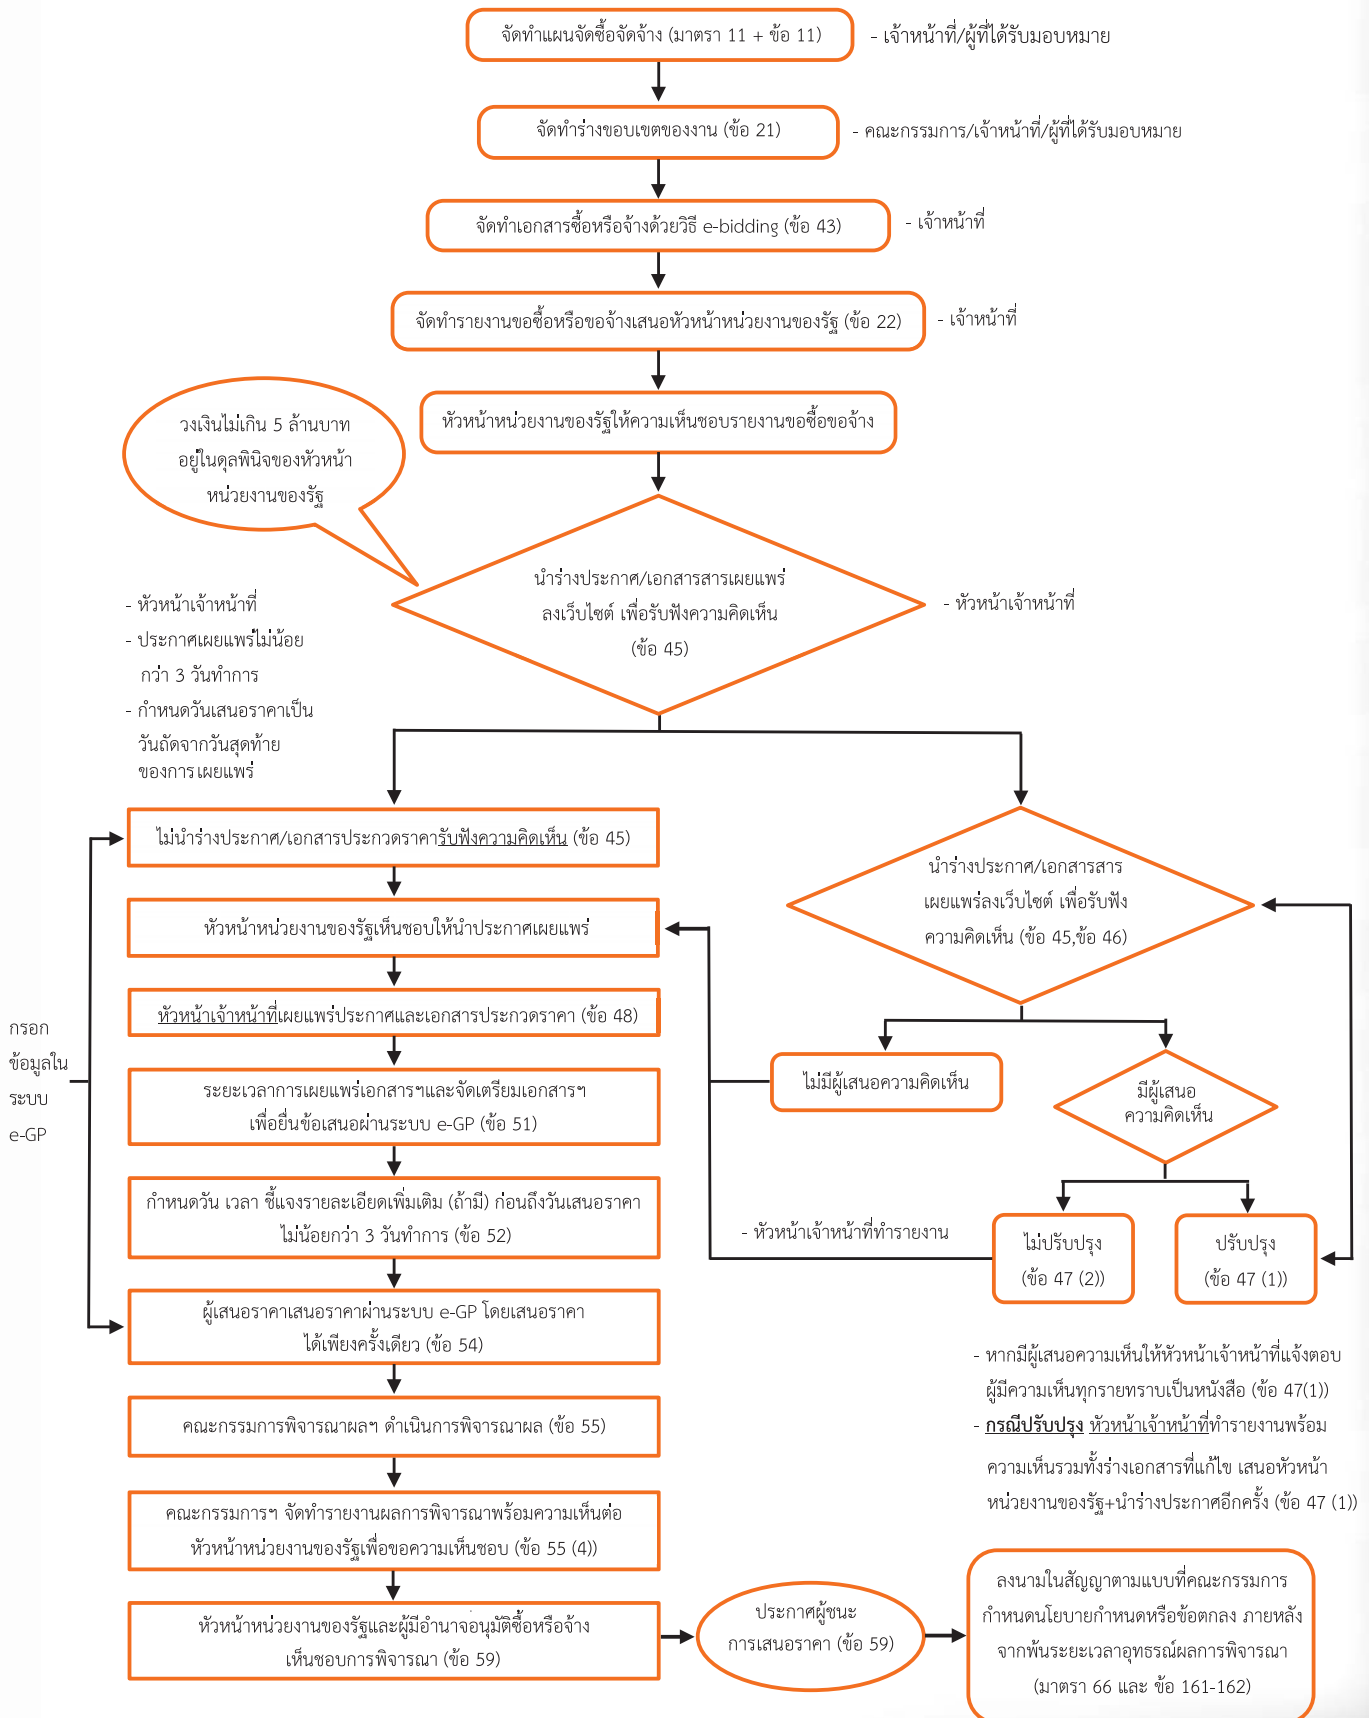 จัดทำแผนจัดซื้อจัดจ้าง (มาตรา 11 + ข้อ 11)
- เจ้าหน้าที่/ผู้ที่ได้รับมอบหมาย
จัดทำร่างขอบเขตของงาน (ข้อ 21)
- คณะกรรมการ/เจ้าหน้าที่/ผู้ที่ได้รับมอบหมาย
จัดทำเอกสารซื้อหรือจ้างด้วยวิธี e-bidding (ข้อ 43)
- เจ้าหน้าที่
จัดทำรายงานขอซื้อหรือขอจ้างเสนอหัวหน้าหน่วยงานของรัฐ (ข้อ 22)
- เจ้าหน้าที่
หัวหน้าหน่วยงานของรัฐให้ความเห็นชอบรายงานขอซื้อขอจ้าง
วงเงินไม่เกิน 5 ล้านบาท
อยู่ในดุลพินิจของหัวหน้า
หน่วยงานของรัฐ
นำร่างประกาศ/เอกสารสารเผยแพร่
ลงเว็บไซต์ เพื่อรับฟังความคิดเห็น
(ข้อ 45)
- หัวหน้าเจ้าหน้าที่
- หัวหน้าเจ้าหน้าที่
- ประกาศเผยแพร่ไม่น้อย
กว่า 3 วันทำการ
- กำหนดวันเสนอราคาเป็น
วันถัดจากวันสุดท้าย
ของการเผยแพร่
ไม่นำร่างประกาศ/เอกสารประกวดราคารับฟังความคิดเห็น (ข้อ 45)
หัวหน้าหน่วยงานของรัฐเห็นชอบให้นำประกาศเผยแพร่
หัวหน้าเจ้าหน้าที่เผยแพร่ประกาศและเอกสารประกวดราคา (ข้อ 48)
ระยะเวลาการเผยแพร่เอกสารฯและจัดเตรียมเอกสารฯ
เพื่อยื่นข้อเสนอผ่านระบบ e-GP (ข้อ 51)
กำหนดวัน เวลา ชี้แจงรายละเอียดเพิ่มเติม (ถ้ามี) ก่อนถึงวันเสนอราคา
ไม่น้อยกว่า 3 วันทำการ (ข้อ 52)
ผู้เสนอราคาเสนอราคาผ่านระบบ e-GP โดยเสนอราคา
ได้เพียงครั้งเดียว (ข้อ 54)
กรอก
ข้อมูลใน
ระบบ
e-GP
นำร่างประกาศ/เอกสารสาร
เผยแพร่ลงเว็บไซต์ เพื่อรับฟัง
ความคิดเห็น (ข้อ 45,ข้อ 46)
ไม่มีผู้เสนอความคิดเห็น
มีผู้เสนอ
ความคิดเห็น
- หัวหน้าเจ้าหน้าที่ทำรายงาน
ไม่ปรับปรุง
(ข้อ 47 (2))
ปรับปรุง
(ข้อ 47 (1))
- หากมีผู้เสนอความเห็นให้หัวหน้าเจ้าหน้าที่แจ้งตอบ
ผู้มีความเห็นทุกรายทราบเป็นหนังสือ (ข้อ 47(1))
- กรณีปรับปรุง หัวหน้าเจ้าหน้าที่ทำรายงานพร้อม
ความเห็นรวมทั้งร่างเอกสารที่แก้ไข เสนอหัวหน้า
หน่วยงานของรัฐ+นำร่างประกาศอีกครั้ง (ข้อ 47 (1))
คณะกรรมการพิจารณาผลฯ ดำเนินการพิจารณาผล (ข้อ 55)
คณะกรรมการฯ จัดทำรายงานผลการพิจารณาพร้อมความเห็นต่อ
หัวหน้าหน่วยงานของรัฐเพื่อขอความเห็นชอบ (ข้อ 55 (4))
หัวหน้าหน่วยงานของรัฐและผู้มีอำนาจอนุมัติซื้อหรือจ้าง
เห็นชอบการพิจารณา (ข้อ 59)
ประกาศผู้ชนะ
การเสนอราคา (ข้อ 59)
ลงนามในสัญญาตามแบบที่คณะกรรมการ
กำหนดนโยบายกำหนดหรือข้อตกลง ภายหลัง
จากพ้นระยะเวลาอุทธรณ์ผลการพิจารณา
(มาตรา 66 และ ข้อ 161-162)